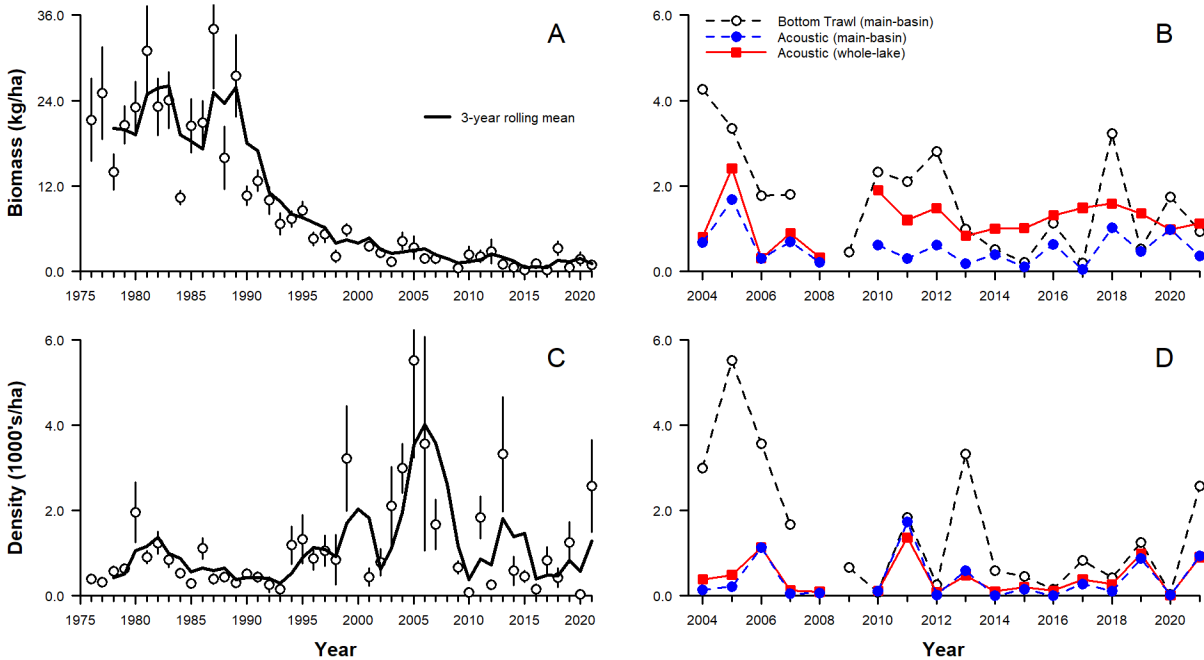 36.0
24.0
12.0
0.0
Biomass (kg/ha)
A
3-year rolling mean
1975 1980 1985 1990 1995 2000 2005 2010 2015 2020
6.0
4.0
2.0
0.0
B
Bottom Trawl (main-basin)
Acoustic (main-basin)
Acoustic (whole-lake)
2004 2006 2008 2010 2012 2014 2016 2018 2020
6.0
4.0
2.0
0.0
Density (1000's/ha)
C
1975 1980 1985 1990 1995 2000 2005 2010 2015 2020
Year
6.0
4.0
2.0
0.0
D
2004 2006 2008 2010 2012 2014 2016 2018 2020
Year